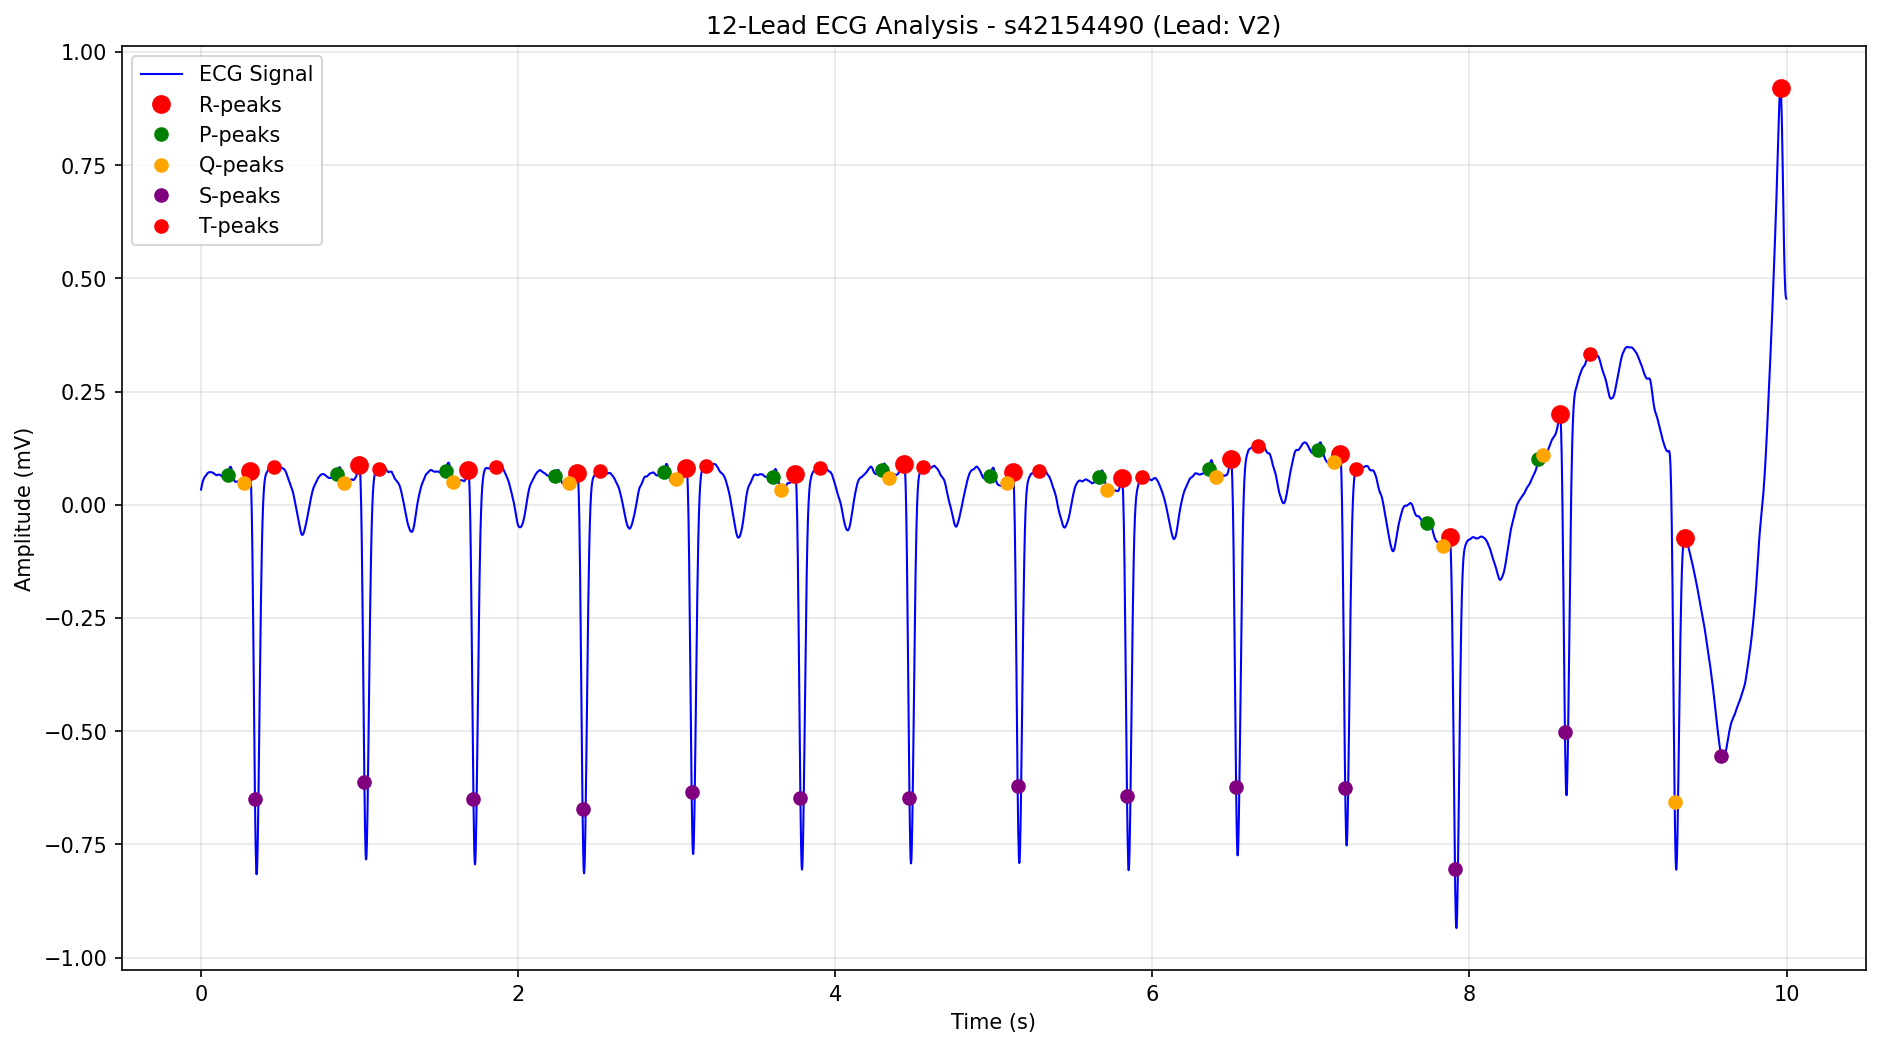 12-Lead ECG Analysis - s42154490 (Lead: V2)
1.00
0.75
0.50
0.25
0.00
−0.25
−0.50
−0.75
−1.00
Amplitude (mV)
ECG Signal
R-peaks
P-peaks
Q-peaks
S-peaks
T-peaks
0 2 4 6 8 10
Time (s)